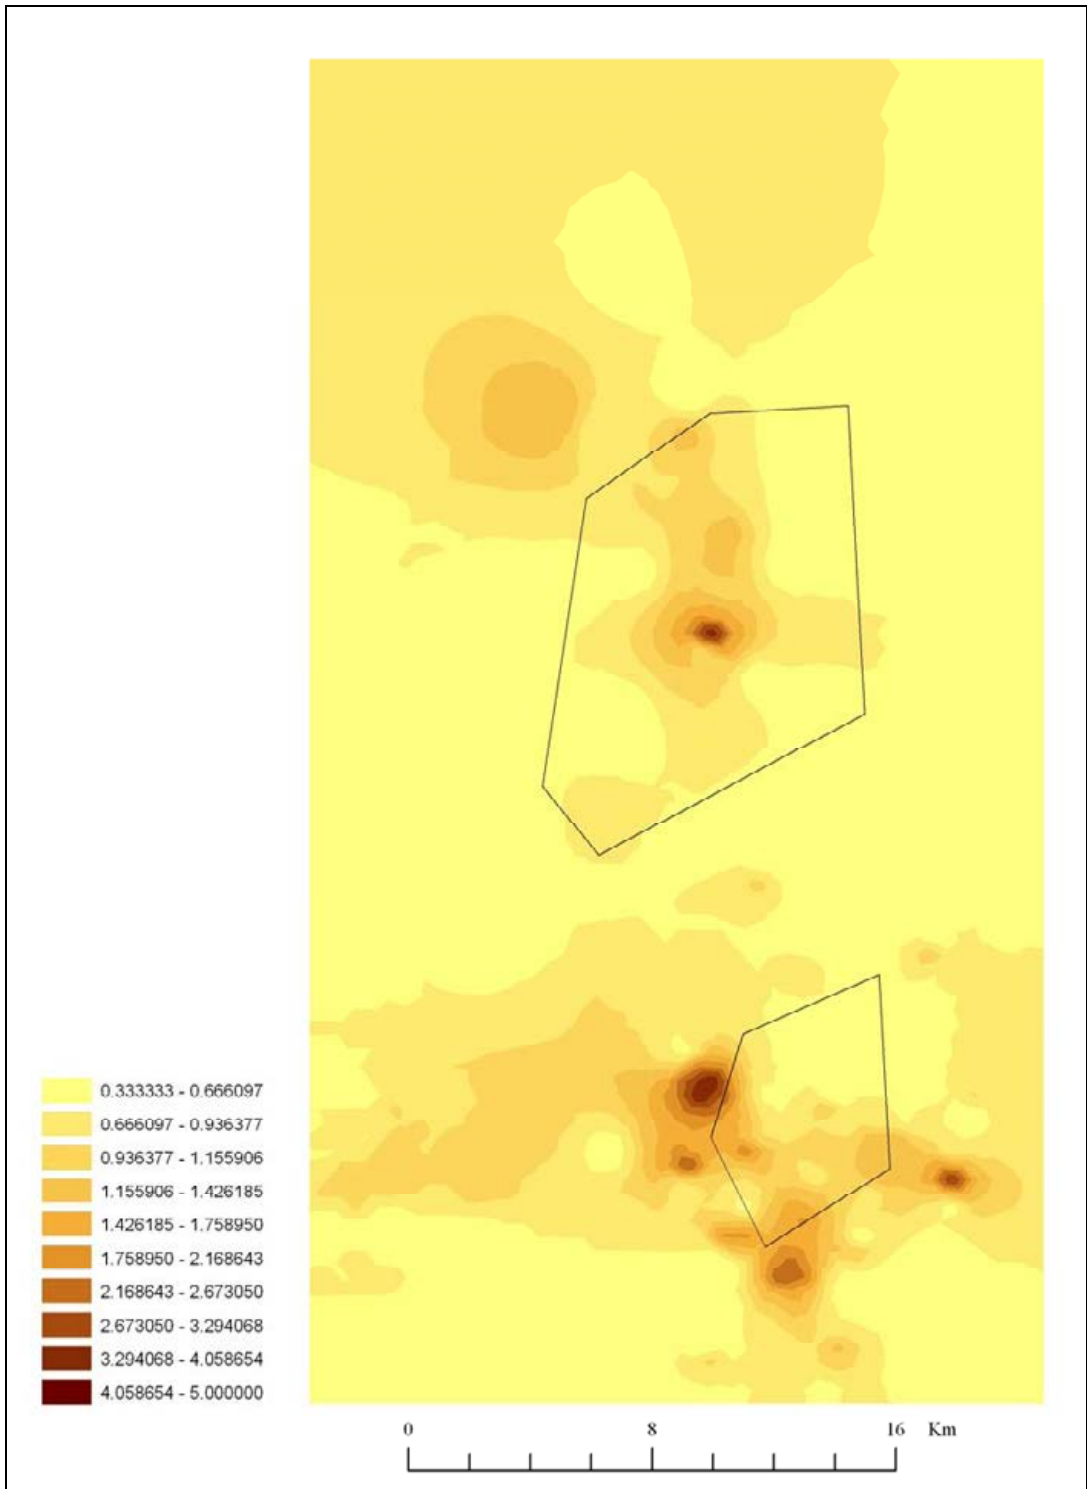 0.333333 - 0.666097
0.666097 - 0.936377
0.936377 - 1.155906
1.155906 - 1.426185
1.426185 - 1.758950
1.758950 - 2.168643
2.168643 - 2.673050
2.673050 - 3.294068
3.294068 - 4.058654
4.058654 - 5.000000
0 8 16 Km